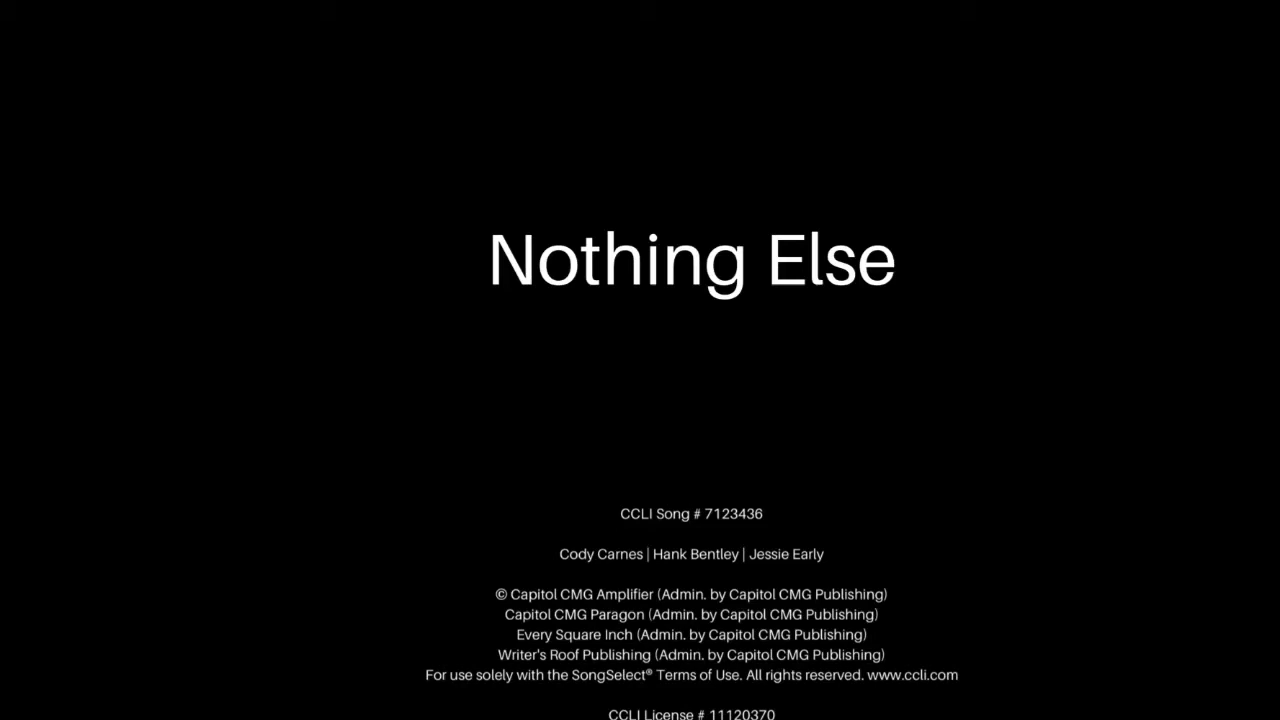 Nothing Else
CCLI Song # 7123436
Cody Carnes | Hank Bentley | Jessie Early
© Capitol CMG Amplifier (Admin. by Capitol CMG Publishing)
Capitol CMG Paragon (Admin. by Capitol CMG Publishing)
Every Square Inch (Admin. by Capitol CMG Publishing)
Writer's Roof Publishing (Admin. by Capitol CMG Publishing)
For use solely with the SongSelect® Terms of Use. All rights reserved. www.ccli.com
CCLI License # 11120370